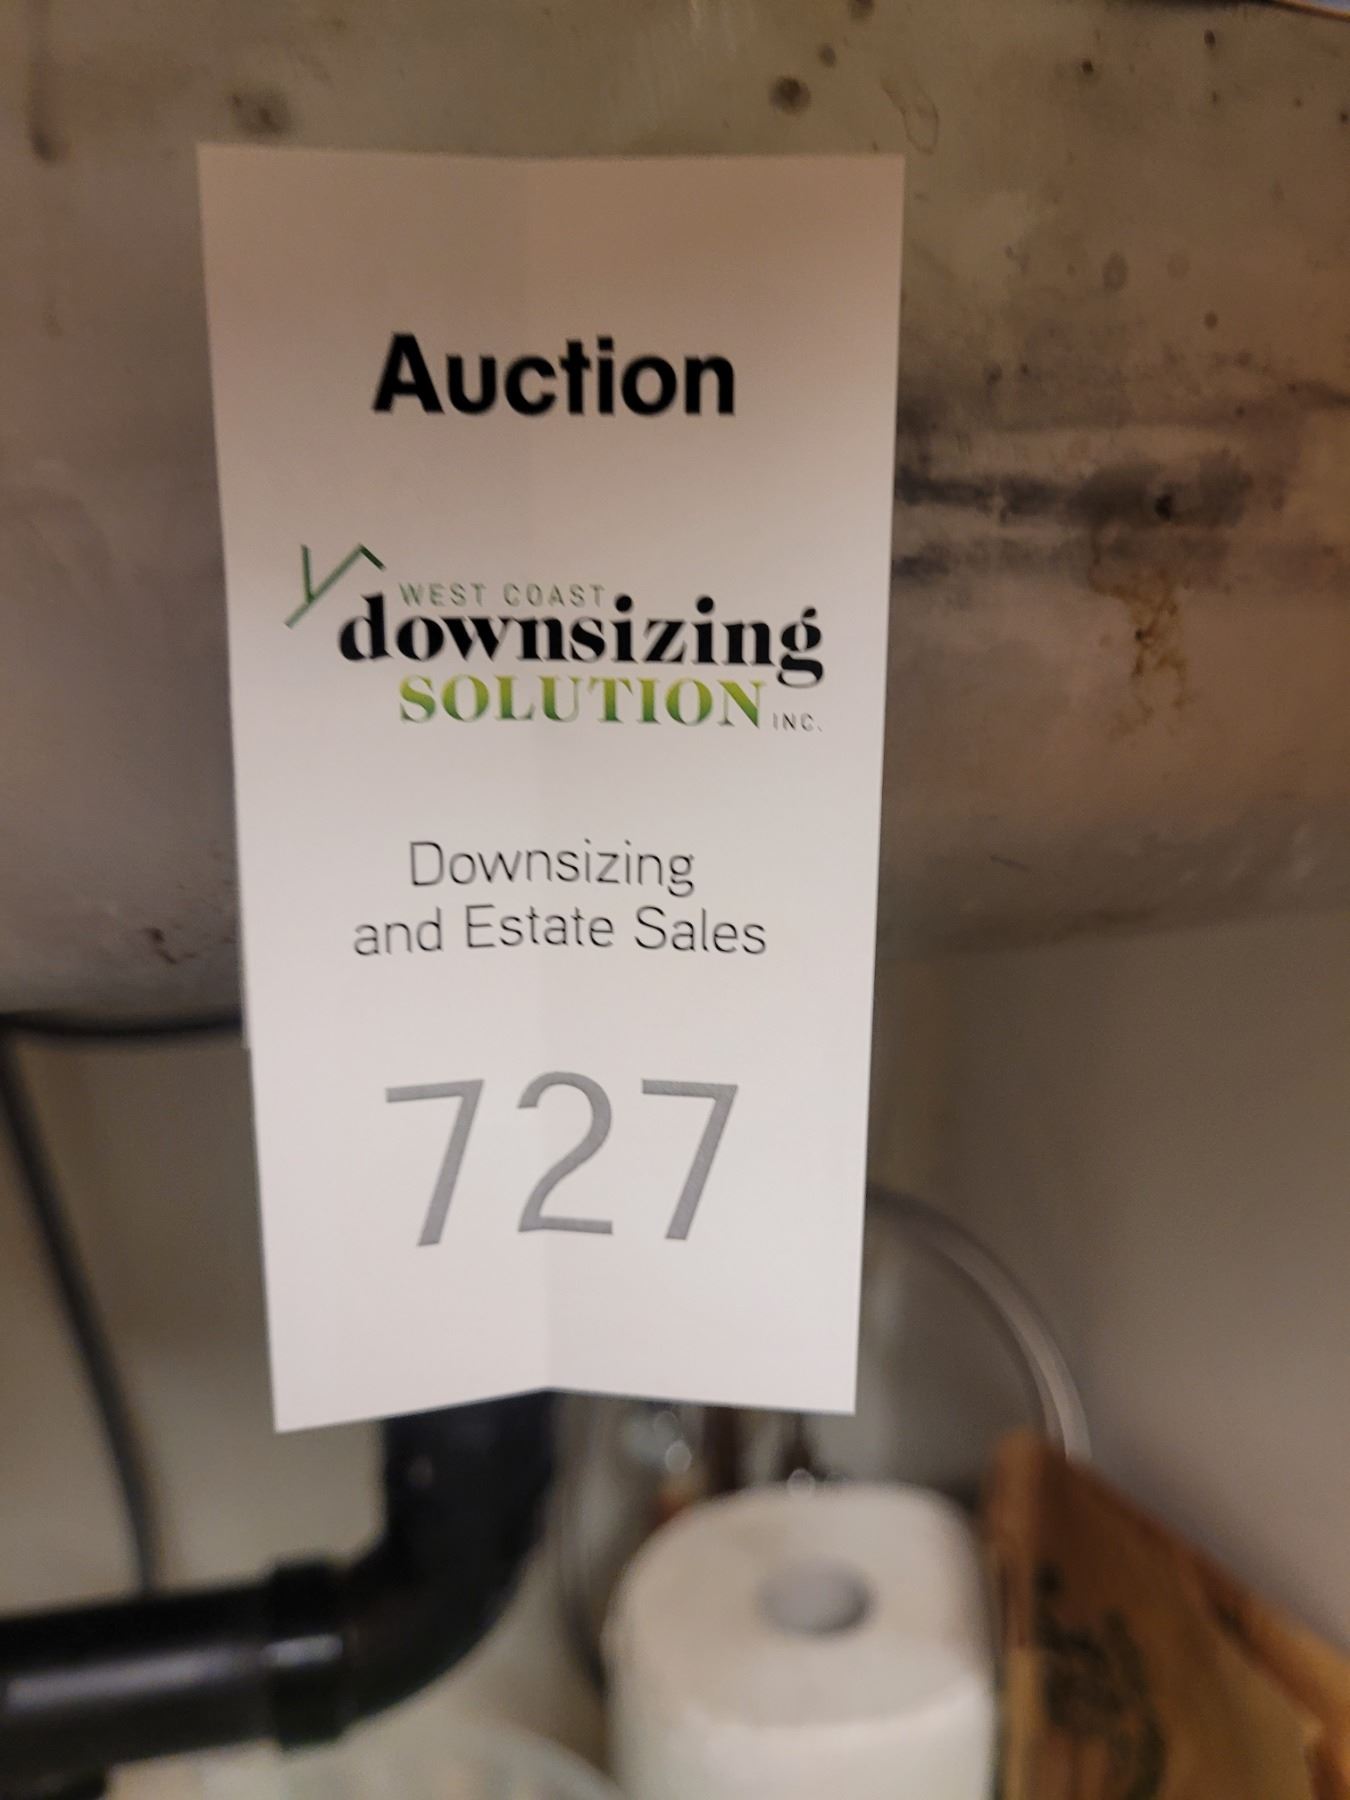 Auction
WEST COAST
downsizing
SOLUTION INC.
Downsizing
and Estate Sales
727